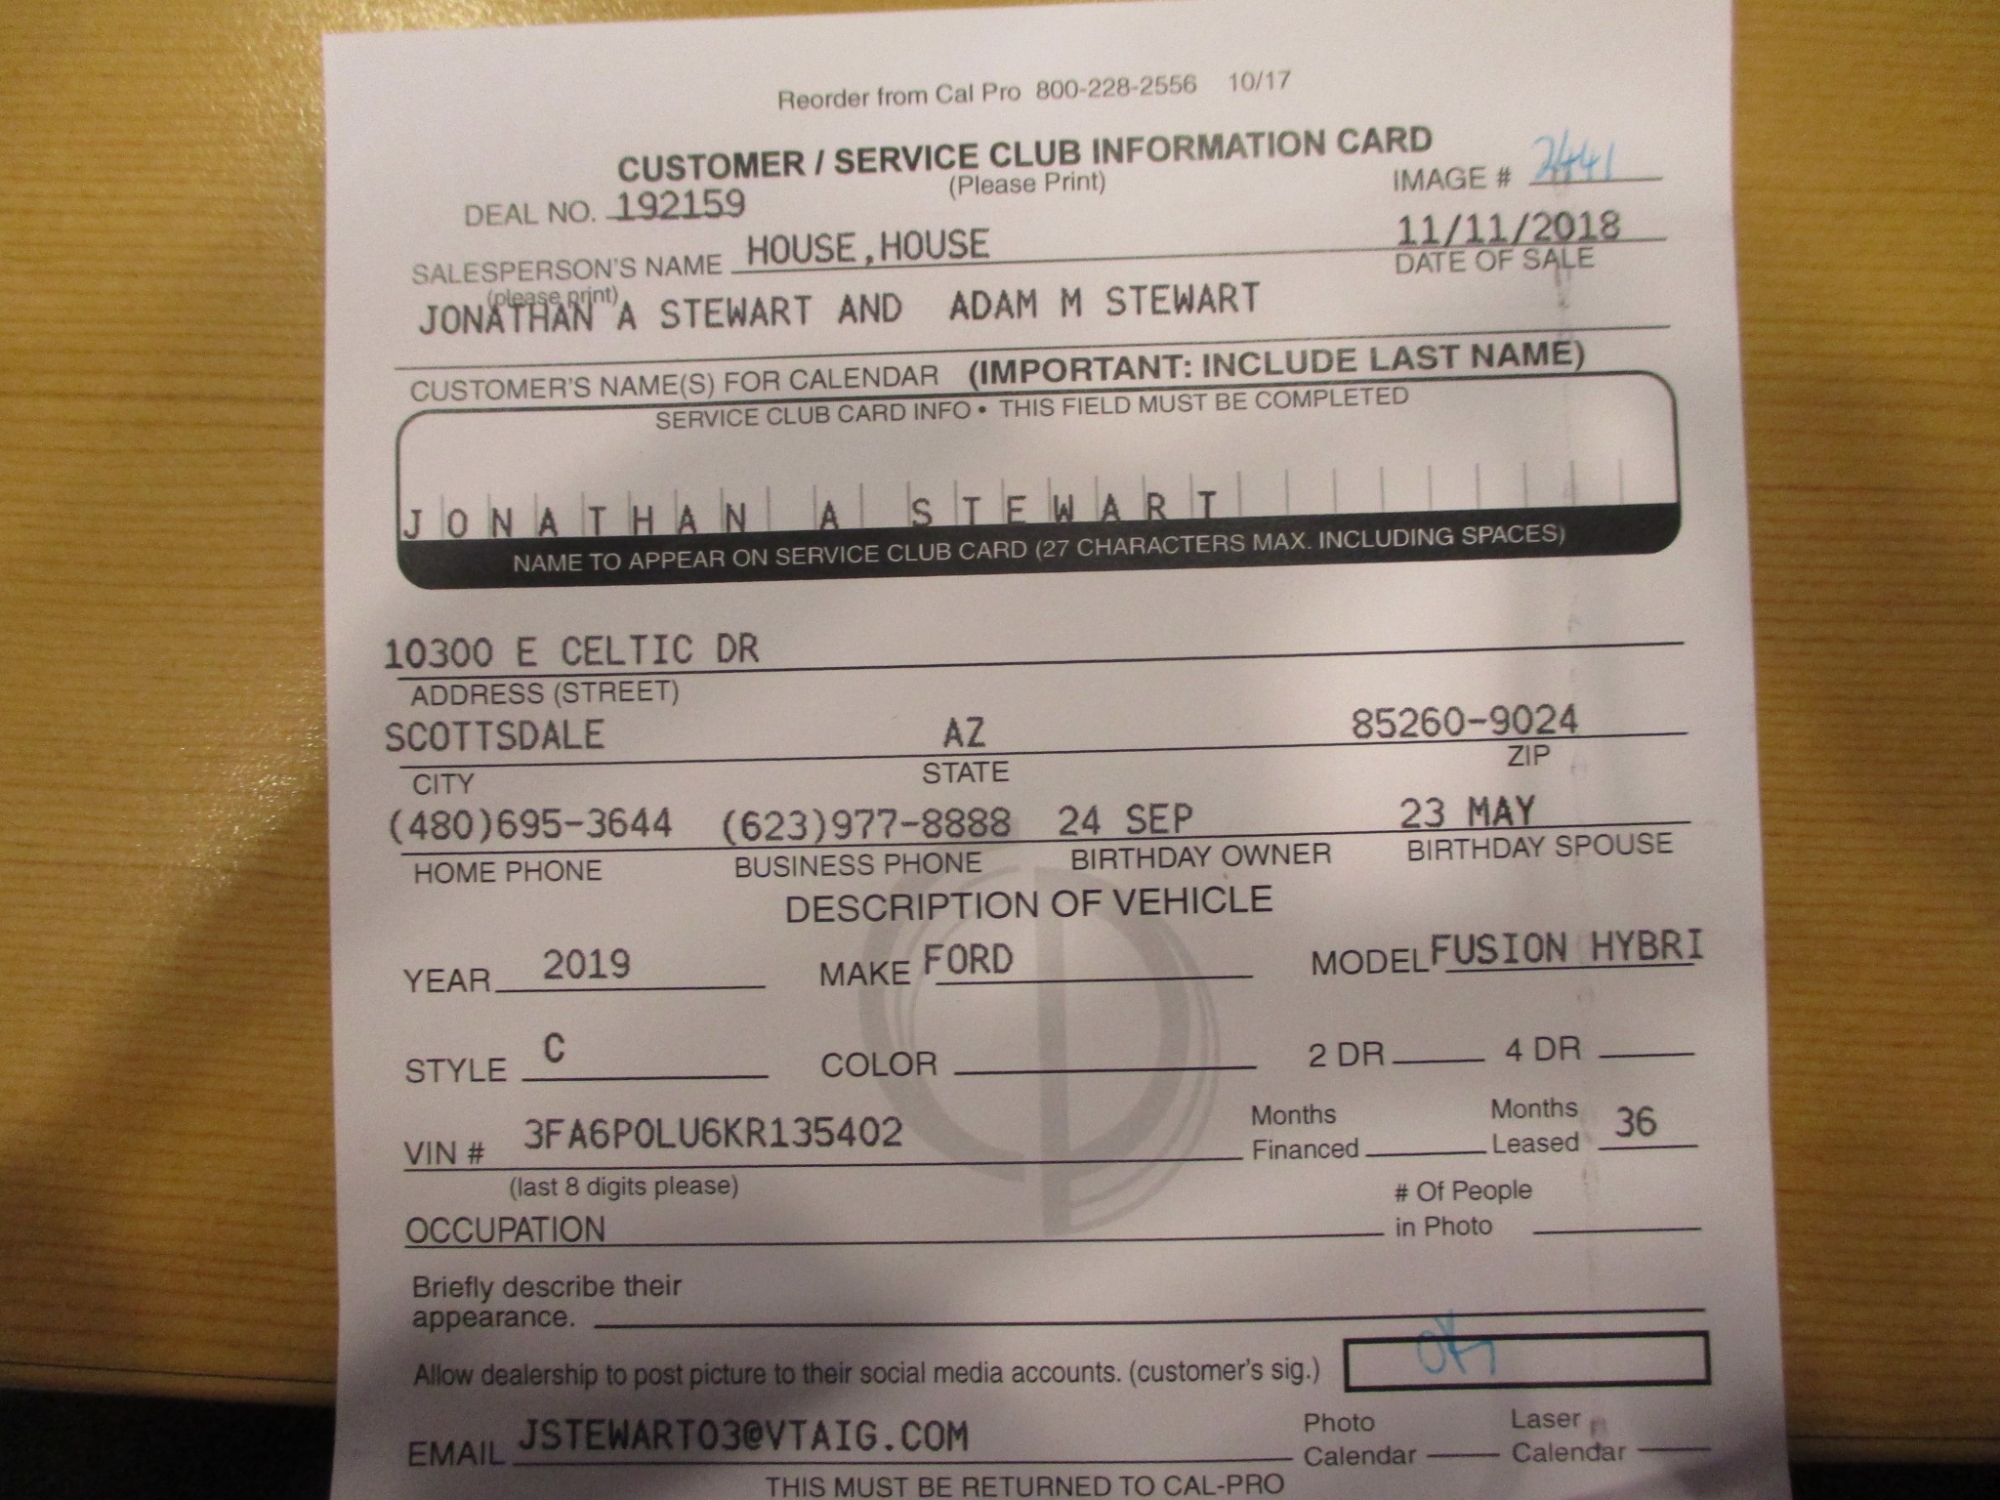 Reorder from Cal Pro 800-228-2556 10/17
CUSTOMER / SERVICE CLUB INFORMATION CARD
(Please Print)
IMAGE # 2441
DEAL NO. 192159
SALESPERSON'S NAME HOUSE,HOUSE
11/11/2018
(please print)
DATE OF SALE
JONATHAN A STEWART AND ADAM M STEWART
CUSTOMER'S NAME(S) FOR CALENDAR (IMPORTANT: INCLUDE LAST NAME)
SERVICE CLUB CARD INFO • THIS FIELD MUST BE COMPLETED
JONATHAN A STEWART
NAME TO APPEAR ON SERVICE CLUB CARD (27 CHARACTERS MAX. INCLUDING SPACES)
10300 E CELTIC DR
ADDRESS (STREET)
SCOTTSDALE AZ 85260-9024
CITY STATE ZIP
(480)695-3644 (623)977-8888 24 SEP 23 MAY
HOME PHONE BUSINESS PHONE BIRTHDAY OWNER BIRTHDAY SPOUSE
DESCRIPTION OF VEHICLE
YEAR 2019 MAKE FORD MODEL FUSION HYBRI
STYLE C COLOR 2 DR 4 DR
VIN # 3FA6P0LU6KR135402
(last 8 digits please)
Months Financed
Months Leased 36
OCCUPATION
# Of People
in Photo
Briefly describe their
appearance.
Allow dealership to post picture to their social media accounts. (customer's sig.) OK
EMAIL JSTEWART03@VTAIG.COM
Photo Calendar
Laser Calendar
THIS MUST BE RETURNED TO CAL-PRO